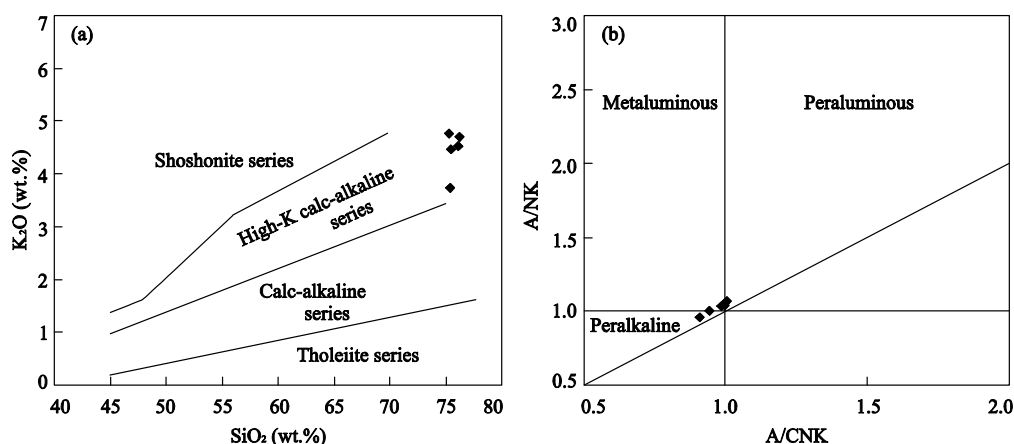 (a)
7
6
5
4
3
2
1
0
K₂O (wt.%)
Shoshonite series
High-K calc-alkaline
series
Calc-alkaline
series
Tholeiite series
40 45 50 55 60 65 70 75 80
SiO₂ (wt.%)
(b)
3.0
2.5
2.0
1.5
1.0
0.5
A/NK
Metaluminous
Peraluminous
Peralkaline
0.5 1.0 1.5 2.0
A/CNK